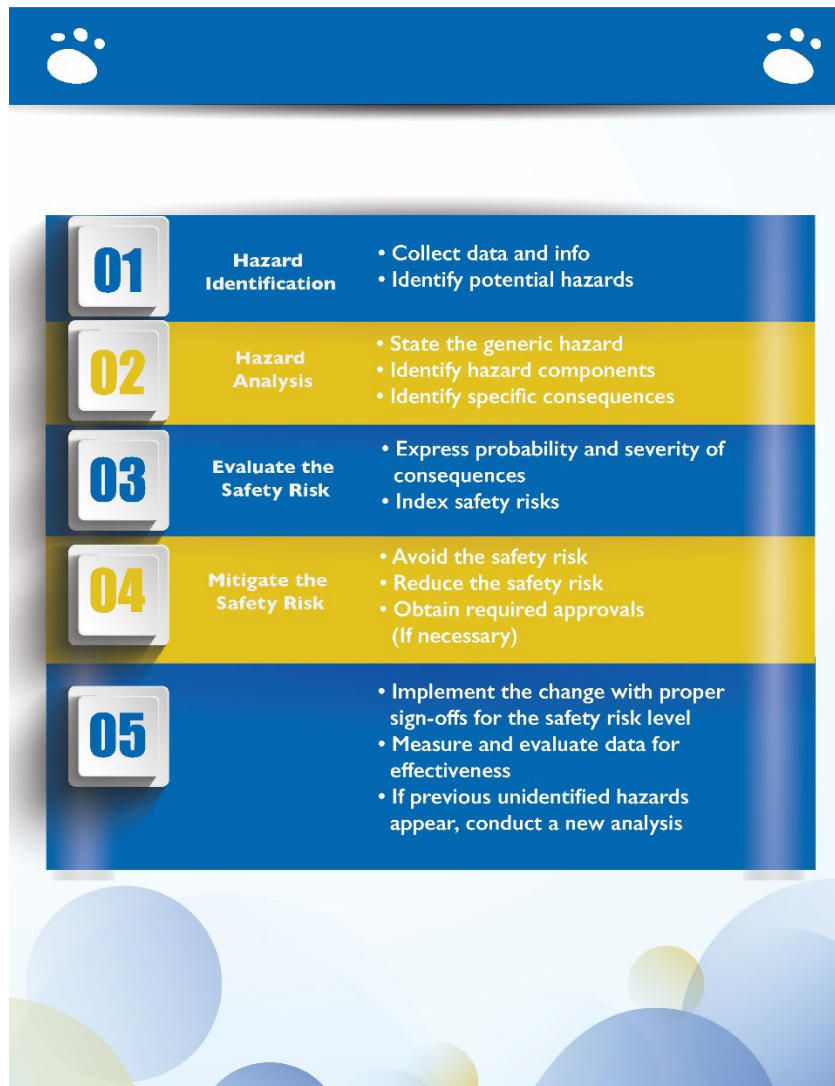 01
Hazard
Identification
• Collect data and info
• Identify potential hazards
02
Hazard
Analysis
• State the generic hazard
• Identify hazard components
• Identify specific consequences
03
Evaluate the
Safety Risk
• Express probability and severity of
consequences
• Index safety risks
04
Mitigate the
Safety Risk
• Avoid the safety risk
• Reduce the safety risk
• Obtain required approvals
(If necessary)
05
• Implement the change with proper
sign-offs for the safety risk level
• Measure and evaluate data for
effectiveness
• If previous unidentified hazards
appear, conduct a new analysis